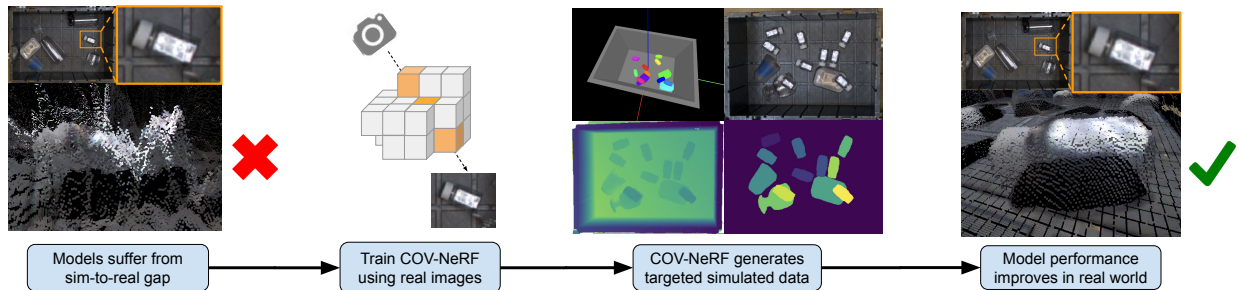 Models suffer from
sim-to-real gap
Train COV-NeRF
using real images
COV-NeRF generates
targeted simulated data
Model performance
improves in real world